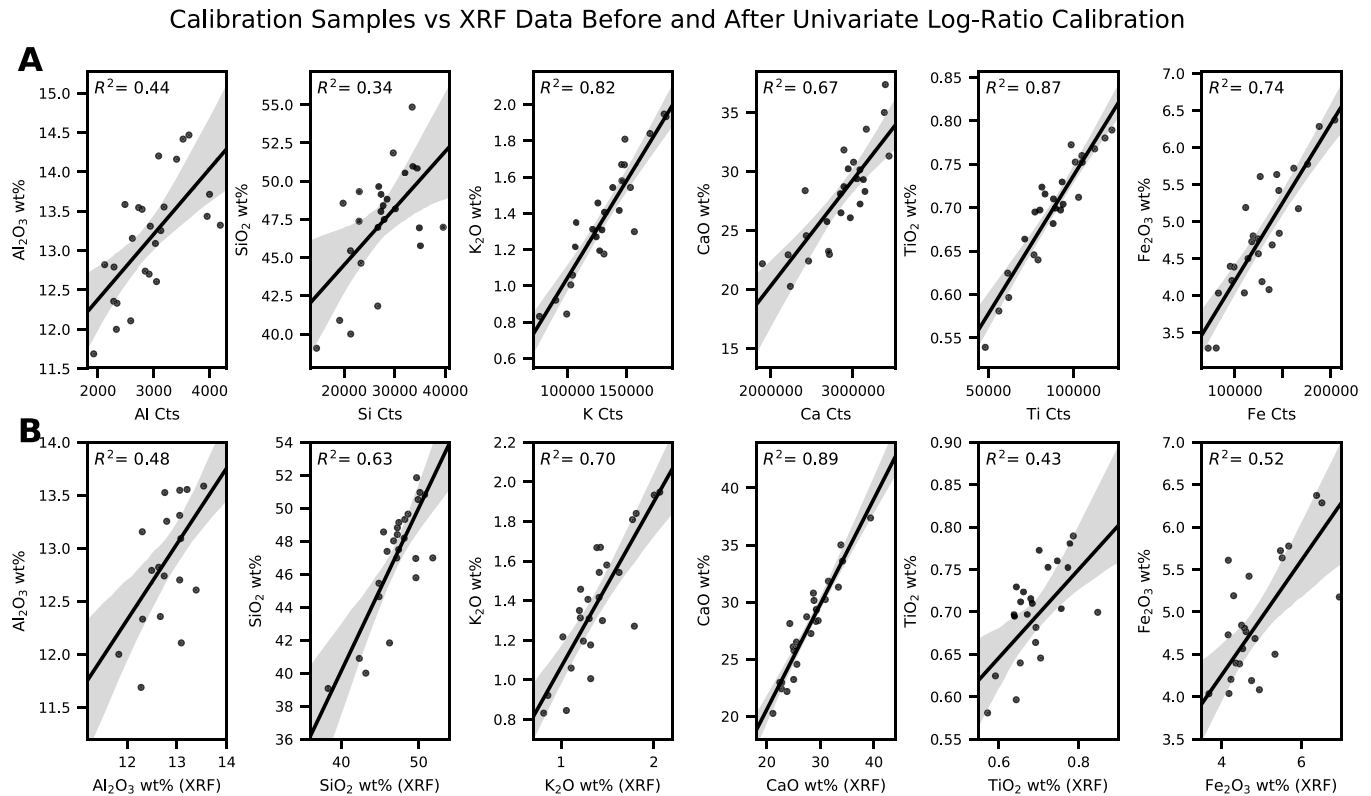 Calibration Samples vs XRF Data Before and After Univariate Log-Ratio Calibration
A
R² = 0.44
15.0
14.5
14.0
13.5
13.0
12.5
12.0
11.5
Al₂O₃ wt%
2000 3000 4000
Al Cts
R² = 0.34
55.0
52.5
50.0
47.5
45.0
42.5
40.0
SiO₂ wt%
20000 30000 40000
Si Cts
R² = 0.82
2.0
1.8
1.6
1.4
1.2
1.0
0.8
0.6
K₂O wt%
100000 150000
K Cts
R² = 0.67
35
30
25
20
15
CaO wt%
2000000 3000000
Ca Cts
R² = 0.87
0.85
0.80
0.75
0.70
0.65
0.60
0.55
TiO₂ wt%
50000 100000
Ti Cts
R² = 0.74
7.0
6.5
6.0
5.5
5.0
4.5
4.0
3.5
Fe₂O₃ wt%
100000 200000
Fe Cts
B
R² = 0.48
14.0
13.5
13.0
12.5
12.0
11.5
Al₂O₃ wt%
12 13 14
Al₂O₃ wt% (XRF)
R² = 0.63
54
52
50
48
46
44
42
40
38
36
SiO₂ wt%
40 50
SiO₂ wt% (XRF)
R² = 0.70
2.2
2.0
1.8
1.6
1.4
1.2
1.0
0.8
K₂O wt%
1 2
K₂O wt% (XRF)
R² = 0.89
40
35
30
25
20
CaO wt%
20 30 40
CaO wt% (XRF)
R² = 0.43
0.90
0.85
0.80
0.75
0.70
0.65
0.60
0.55
TiO₂ wt%
0.6 0.8
TiO₂ wt% (XRF)
R² = 0.52
7.0
6.5
6.0
5.5
5.0
4.5
4.0
3.5
Fe₂O₃ wt%
4 6
Fe₂O₃ wt% (XRF)